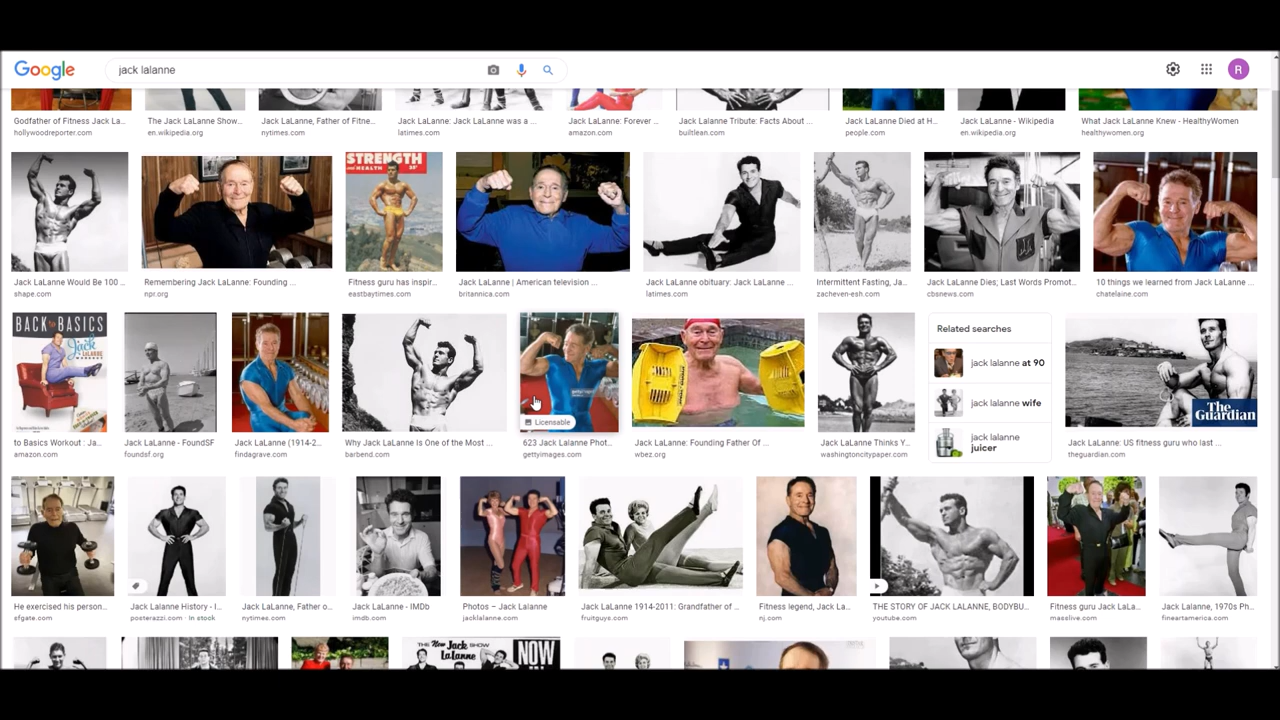 Google
jack lalanne
R
Godfather of Fitness Jack La...
hollywoodreporter.com
The Jack LaLanne Show...
en.wikipedia.org
Jack LaLanne, Father of Fitne...
nytimes.com
Jack LaLanne: Jack LaLanne was a ...
latimes.com
Jack LaLanne: Forever ...
amazon.com
Jack Lalanne Tribute: Facts About ...
builtlean.com
Jack LaLanne Died at H...
people.com
Jack LaLanne - Wikipedia
en.wikipedia.org
What Jack LaLanne Knew - HealthyWomen
healthywomen.org
STRENGTH
and HEALTH
Jack LaLanne Would Be 100 ...
shape.com
Remembering Jack LaLanne: Founding ...
npr.org
Fitness guru has inspir...
eastbaytimes.com
Jack LaLanne | American television ...
britannica.com
Jack LaLanne obituary: Jack LaLanne ...
latimes.com
Intermittent Fasting, Ja...
zacheven-esh.com
Jack LaLanne Dies; Last Words Promot...
cbsnews.com
10 things we learned from Jack LaLanne ...
chatelaine.com
BACK to BASICS
Jack
LALANNE
Licensable
Related searches
jack lalanne at 90
jack lalanne wife
jack lalanne
juicer
The
Guardian
to Basics Workout : Ja...
amazon.com
Jack LaLanne - FoundSF
foundsf.org
Jack LaLanne (1914-2...
findagrave.com
Why Jack LaLanne Is One of the Most ...
barbend.com
623 Jack Lalanne Phot...
gettyimages.com
Jack LaLanne: Founding Father Of ...
wbez.org
Jack LaLanne Thinks Y...
washingtoncitypaper.com
Jack LaLanne: US fitness guru who last ...
theguardian.com
He exercised his person...
sfgate.com
Jack Lalanne History - I...
posterazzi.com · In stock
Jack LaLanne, Father o...
nytimes.com
Jack LaLanne - IMDb
imdb.com
Photos – Jack Lalanne
jacklalanne.com
Jack LaLanne 1914-2011: Grandfather of ...
fruitguys.com
Fitness legend, Jack La...
nj.com
THE STORY OF JACK LALANNE, BODYBU...
youtube.com
Fitness guru Jack LaLa...
masslive.com
Jack Lalanne, 1970s Ph...
fineartamerica.com
The New Jack
LaLanne SHOW
NOW